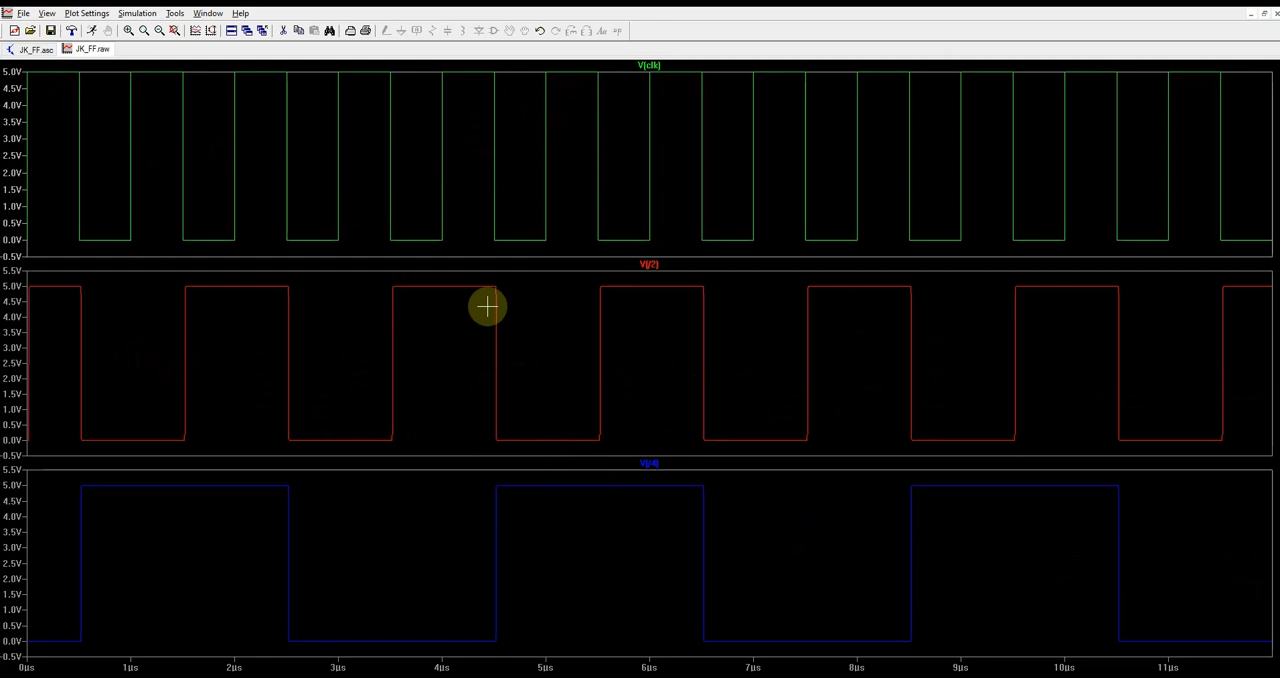 File View Plot Settings Simulation Tools Window Help
JK_FF.asc JK_FF.raw
V(clk)
5.0V
4.5V
4.0V
3.5V
3.0V
2.5V
2.0V
1.5V
1.0V
0.5V
0.0V
-0.5V
V(/2)
5.5V
5.0V
4.5V
4.0V
3.5V
3.0V
2.5V
2.0V
1.5V
1.0V
0.5V
0.0V
-0.5V
V(/4)
5.5V
5.0V
4.5V
4.0V
3.5V
3.0V
2.5V
2.0V
1.5V
1.0V
0.5V
0.0V
-0.5V
0µs 1µs 2µs 3µs 4µs 5µs 6µs 7µs 8µs 9µs 10µs 11µs